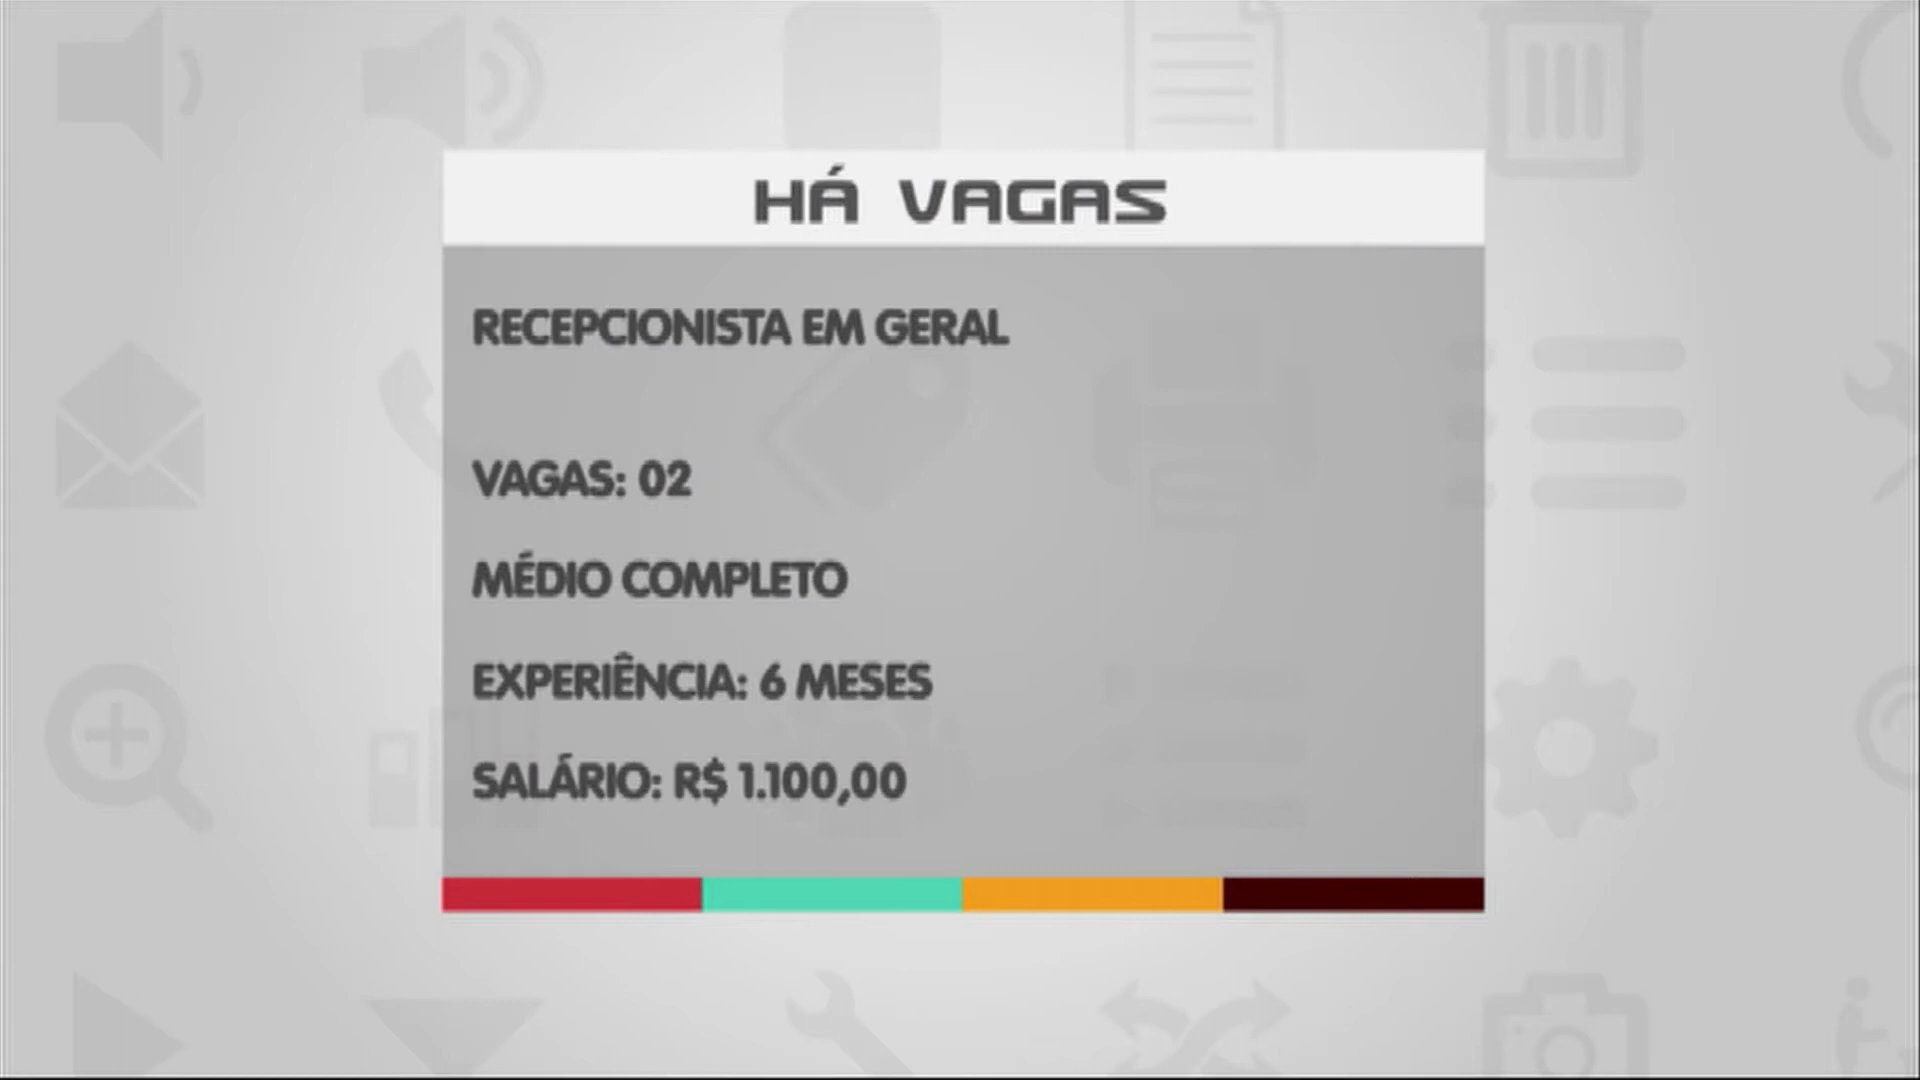 HÁ VAGAS
RECEPCIONISTA EM GERAL
VAGAS: 02
MÉDIO COMPLETO
EXPERIÊNCIA: 6 MESES
SALÁRIO: R$ 1.100,00